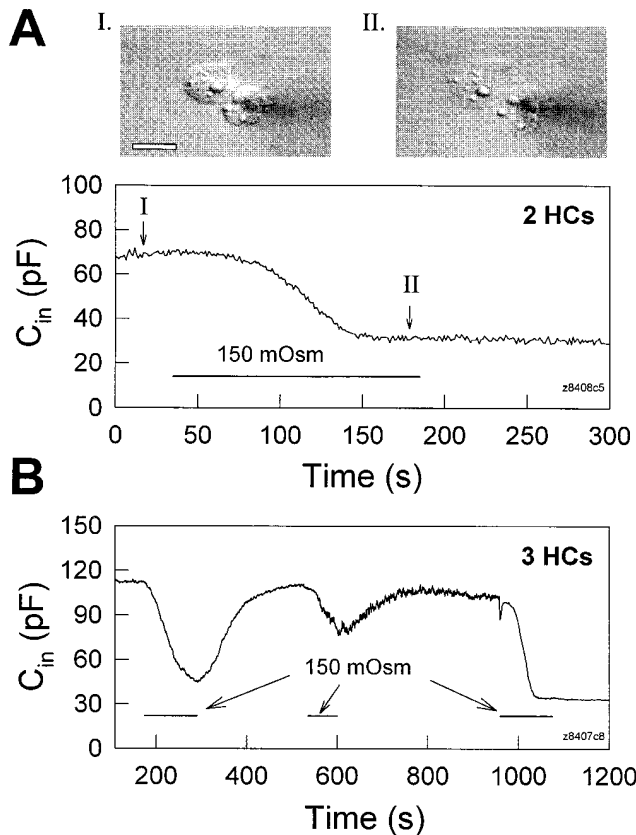 A
I.
II.
100
80
60
40
20
0
C_in (pF)
I
II
2 HCs
150 mOsm
z8408c5
0 50 100 150 200 250 300
Time (s)
B
150
120
90
60
30
0
C_in (pF)
3 HCs
150 mOsm
z8407c8
200 400 600 800 1000 1200
Time (s)